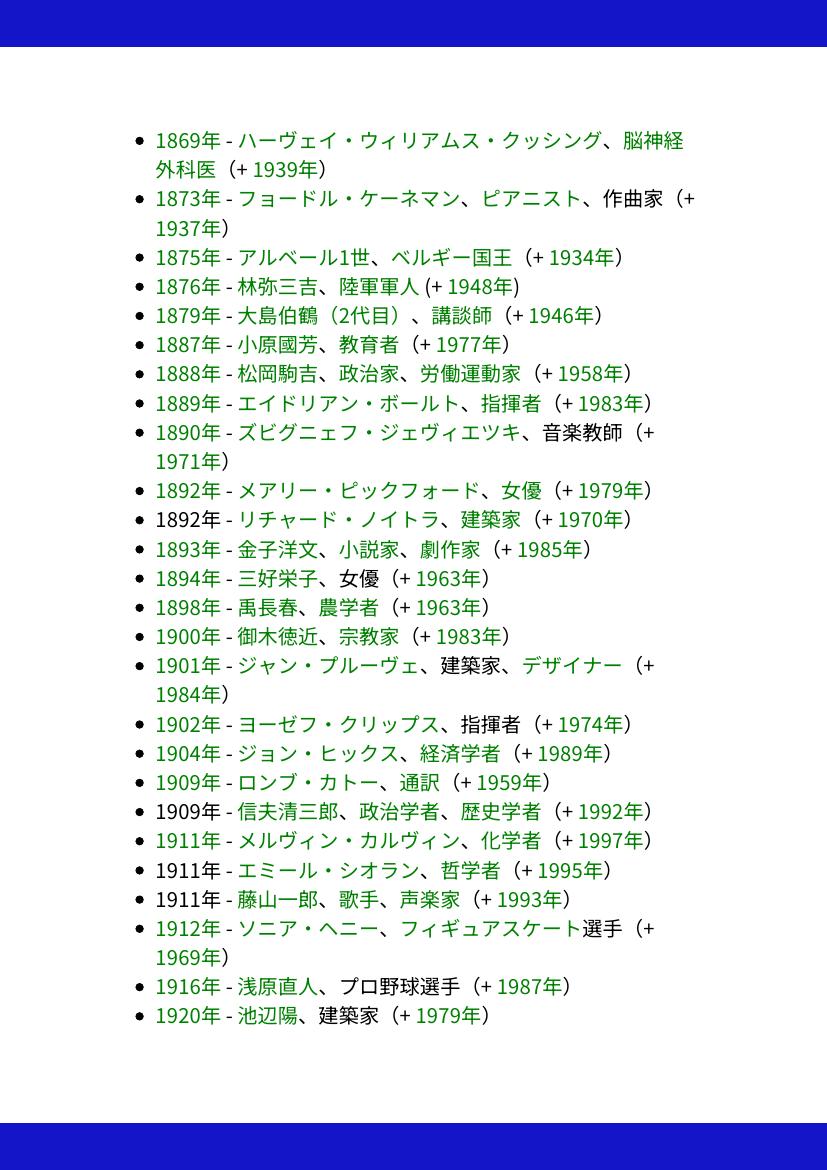 • 1869年 - ハーヴェイ・ウィリアムス・クッシング、脳神経
外科医（+ 1939年）
• 1873年 - フョードル・ケーネマン、ピアニスト、作曲家（+
1937年）
• 1875年 - アルベール1世、ベルギー国王（+ 1934年）
• 1876年 - 林弥三吉、陸軍軍人 (+ 1948年)
• 1879年 - 大島伯鶴（2代目）、講談師（+ 1946年）
• 1887年 - 小原國芳、教育者（+ 1977年）
• 1888年 - 松岡駒吉、政治家、労働運動家（+ 1958年）
• 1889年 - エイドリアン・ボールト、指揮者（+ 1983年）
• 1890年 - ズビグニェフ・ジェヴィエツキ、音楽教師（+
1971年）
• 1892年 - メアリー・ピックフォード、女優（+ 1979年）
• 1892年 - リチャード・ノイトラ、建築家（+ 1970年）
• 1893年 - 金子洋文、小説家、劇作家（+ 1985年）
• 1894年 - 三好栄子、女優（+ 1963年）
• 1898年 - 禹長春、農学者（+ 1963年）
• 1900年 - 御木徳近、宗教家（+ 1983年）
• 1901年 - ジャン・プルーヴェ、建築家、デザイナー（+
1984年）
• 1902年 - ヨーゼフ・クリップス、指揮者（+ 1974年）
• 1904年 - ジョン・ヒックス、経済学者（+ 1989年）
• 1909年 - ロンブ・カトー、通訳（+ 1959年）
• 1909年 - 信夫清三郎、政治学者、歴史学者（+ 1992年）
• 1911年 - メルヴィン・カルヴィン、化学者（+ 1997年）
• 1911年 - エミール・シオラン、哲学者（+ 1995年）
• 1911年 - 藤山一郎、歌手、声楽家（+ 1993年）
• 1912年 - ソニア・ヘニー、フィギュアスケート選手（+
1969年）
• 1916年 - 浅原直人、プロ野球選手（+ 1987年）
• 1920年 - 池辺陽、建築家（+ 1979年）